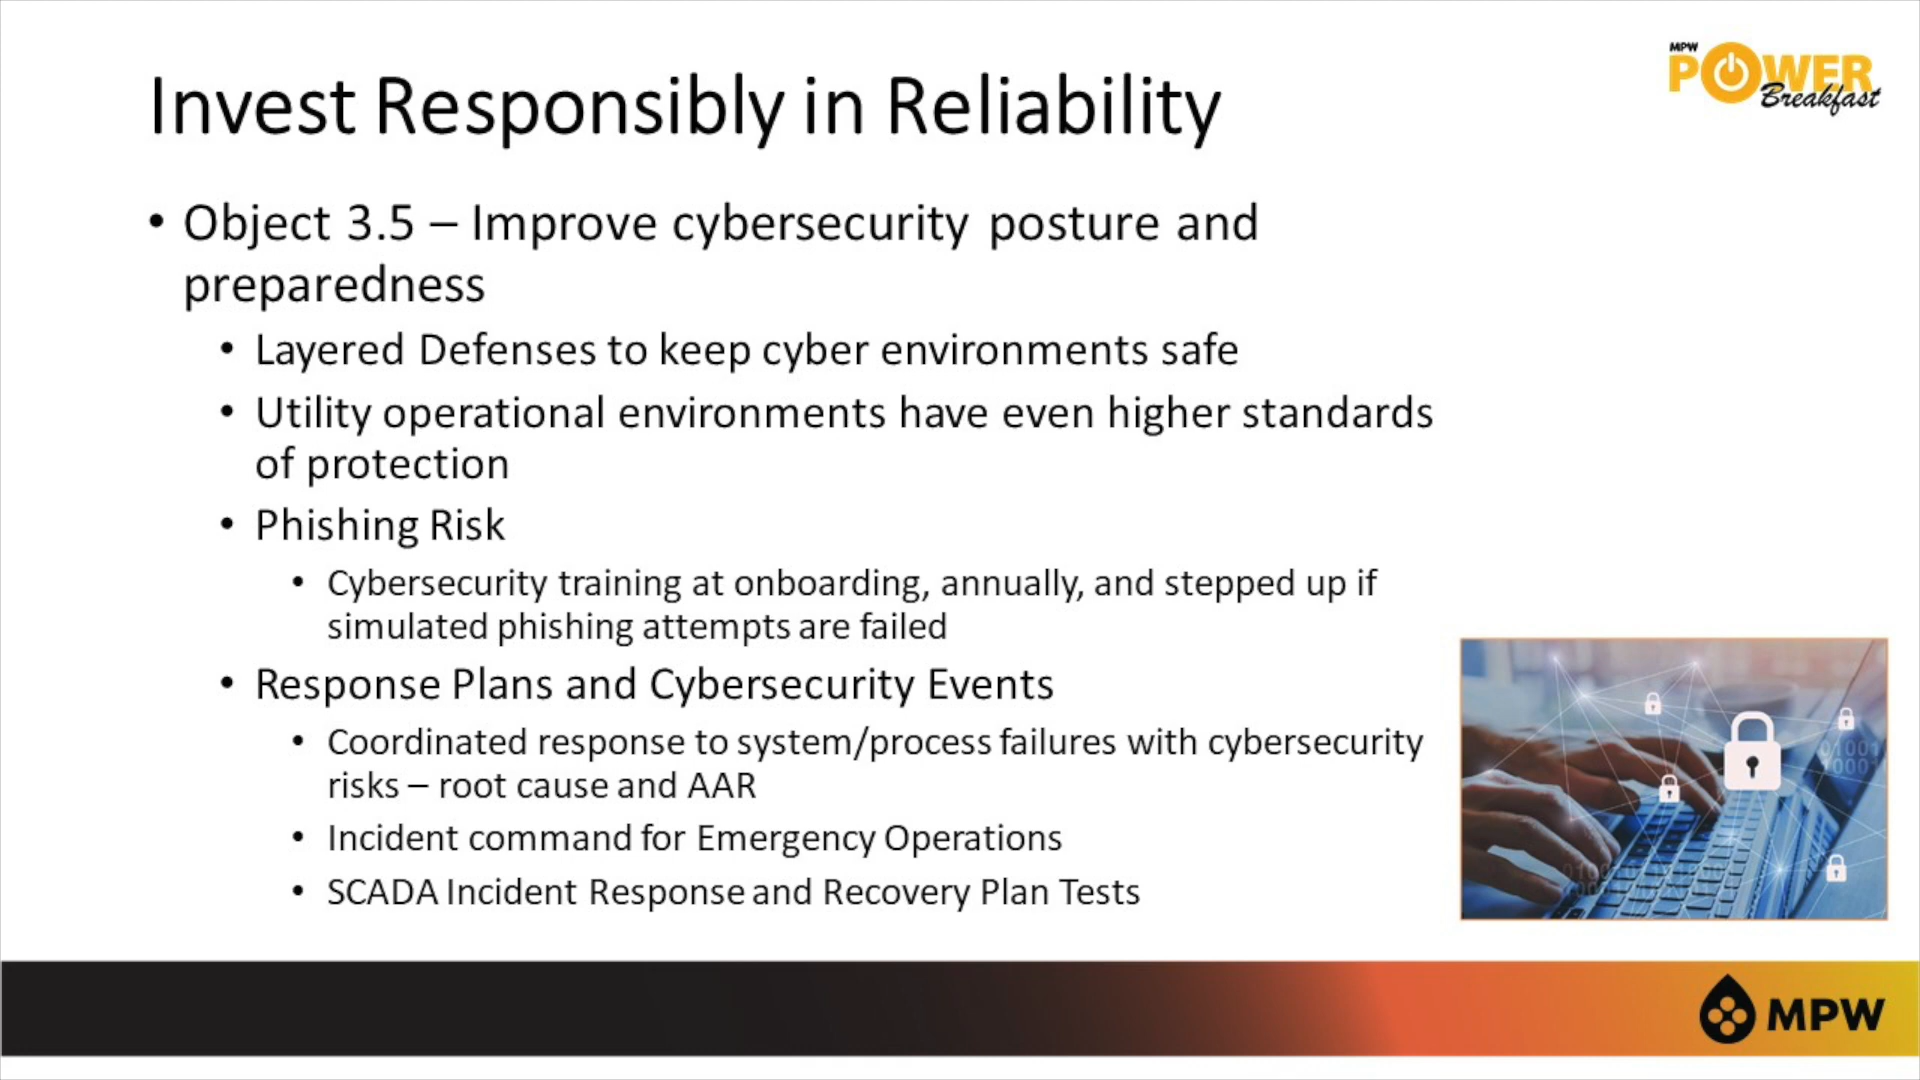 MPW
POWER
Breakfast
Invest Responsibly in Reliability
• Object 3.5 – Improve cybersecurity posture and
preparedness
• Layered Defenses to keep cyber environments safe
• Utility operational environments have even higher standards
of protection
• Phishing Risk
• Cybersecurity training at onboarding, annually, and stepped up if
simulated phishing attempts are failed
• Response Plans and Cybersecurity Events
• Coordinated response to system/process failures with cybersecurity
risks – root cause and AAR
• Incident command for Emergency Operations
• SCADA Incident Response and Recovery Plan Tests
MPW